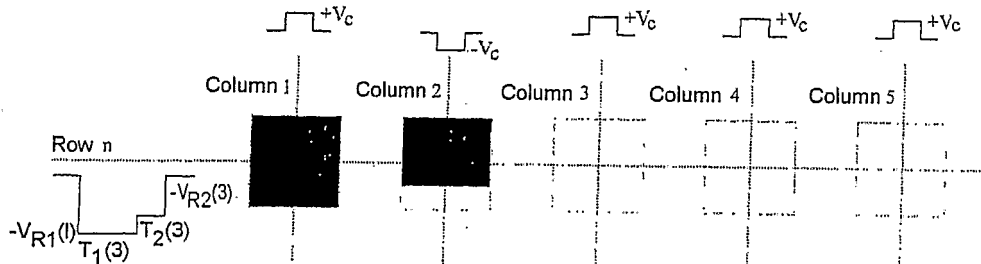 +Vc
-Vc
+Vc
+Vc
+Vc
Column 1
Column 2
Column 3
Column 4
Column 5
Row n
-VR2(3)
-VR1(l)
T1(3)
T2(3)